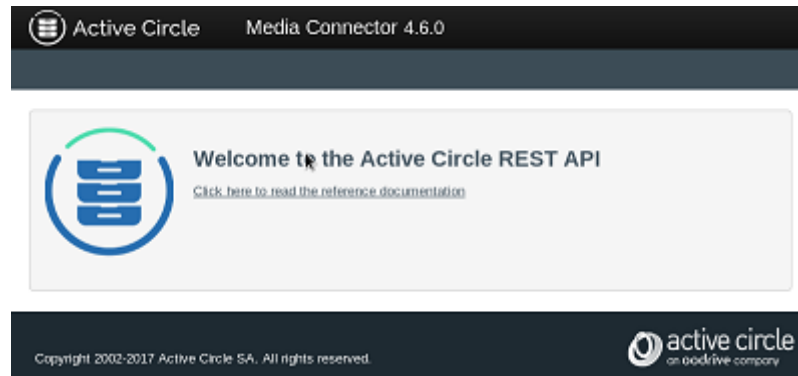 Active Circle Media Connector 4.6.0
Welcome to the Active Circle REST API
Click here to read the reference documentation
Copyright 2002-2017 Active Circle SA. All rights reserved.
active circle
an oodrive company